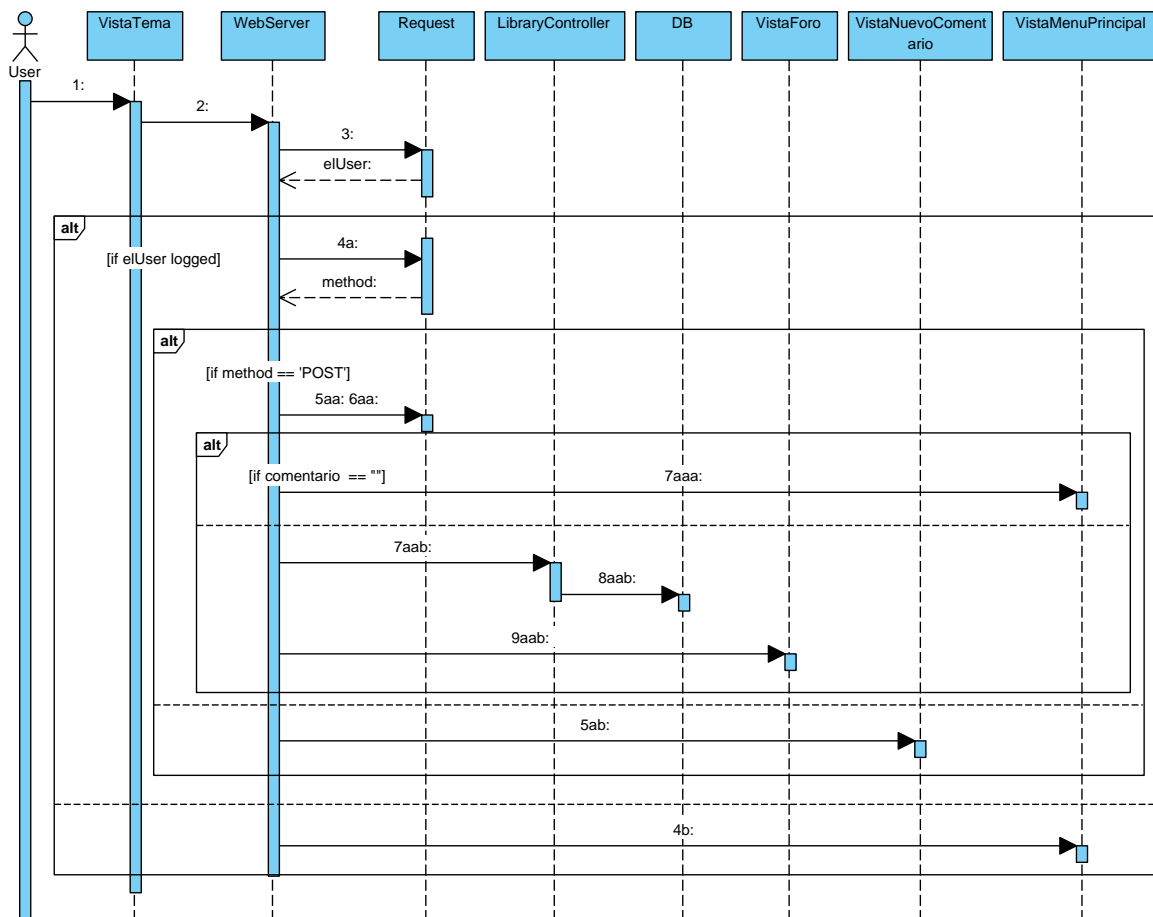 User
VistaTema
WebServer
Request
LibraryController
DB
VistaForo
VistaNuevoComent
ario
VistaMenuPrincipal
1:
2:
3:
elUser:
alt
[if elUser logged]
4a:
method:
alt
[if method == 'POST']
5aa: 6aa:
alt
[if comentario  == ""]
7aaa:
7aab:
8aab:
9aab:
5ab:
4b: